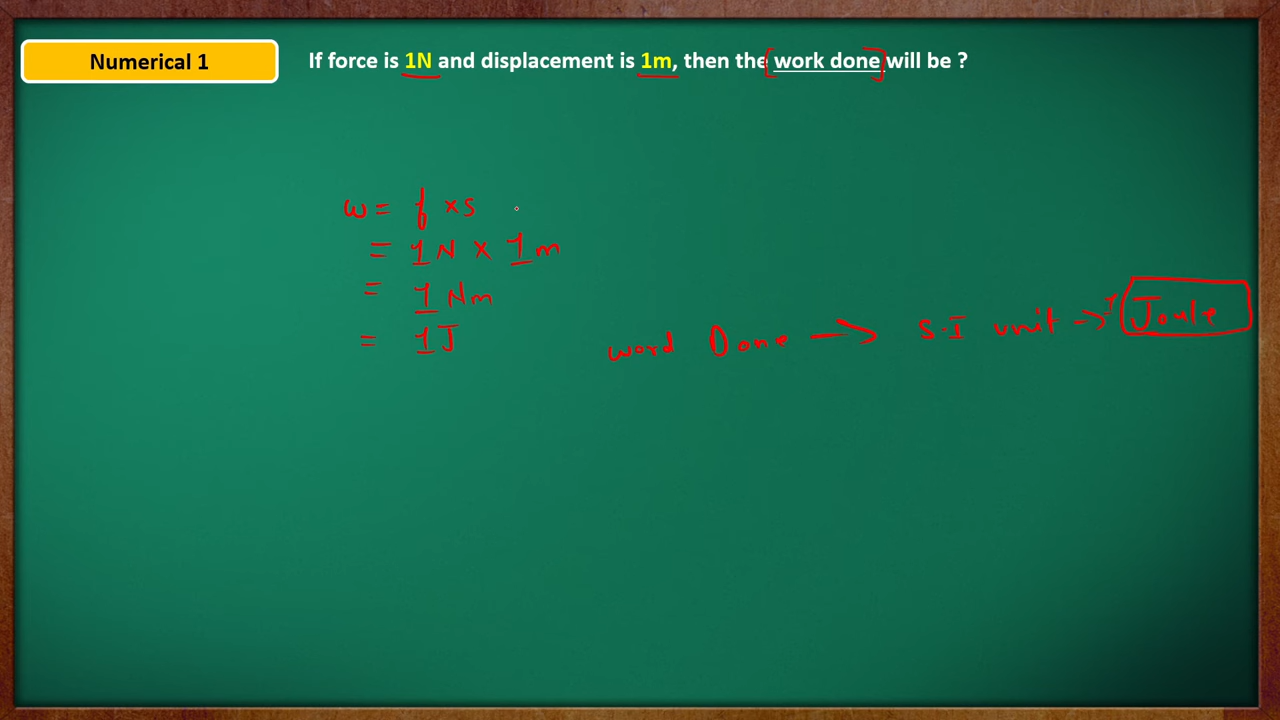 Numerical 1
If force is 1N and displacement is 1m, then the work done will be ?
W = f × s
= 1 N × 1 m
= 1 Nm
= 1 J
word Done → S.I unit → Joule